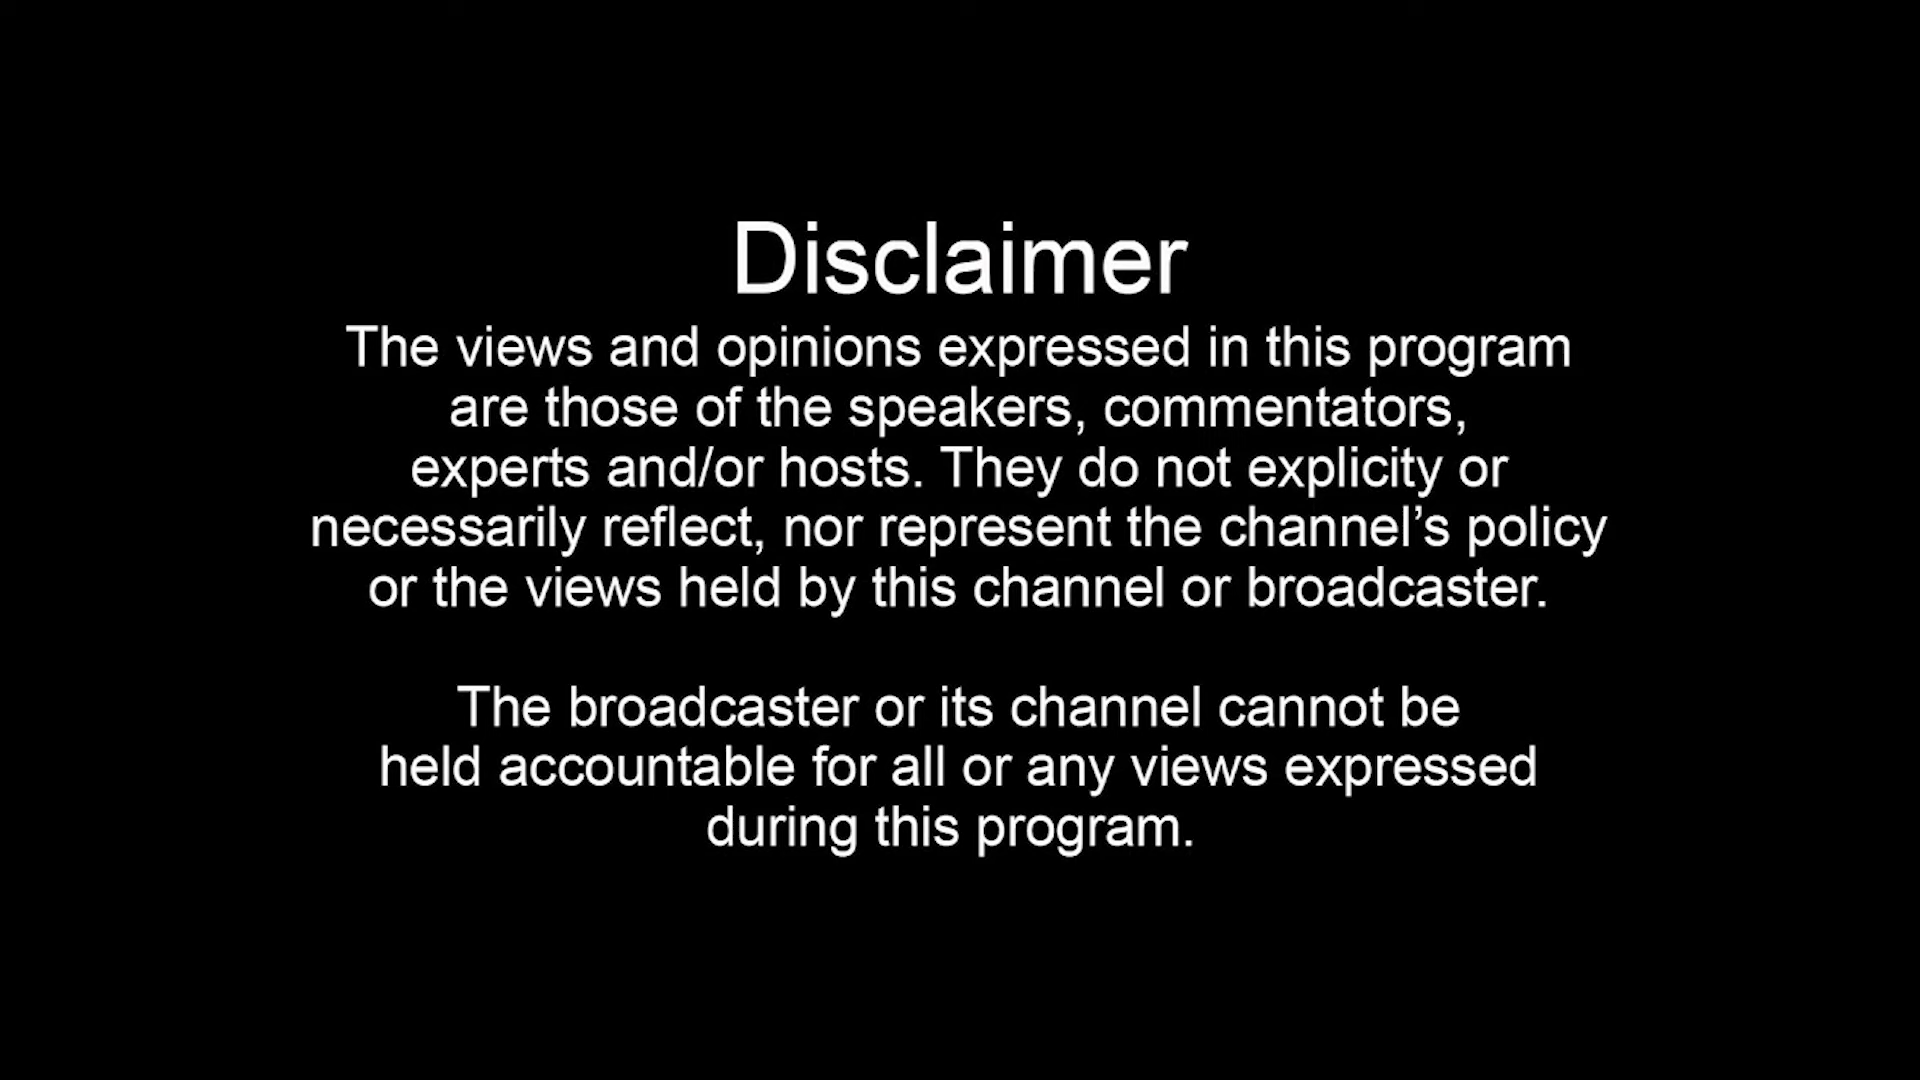 Disclaimer
The views and opinions expressed in this program
are those of the speakers, commentators,
experts and/or hosts. They do not explicity or
necessarily reflect, nor represent the channel’s policy
or the views held by this channel or broadcaster.
The broadcaster or its channel cannot be
held accountable for all or any views expressed
during this program.